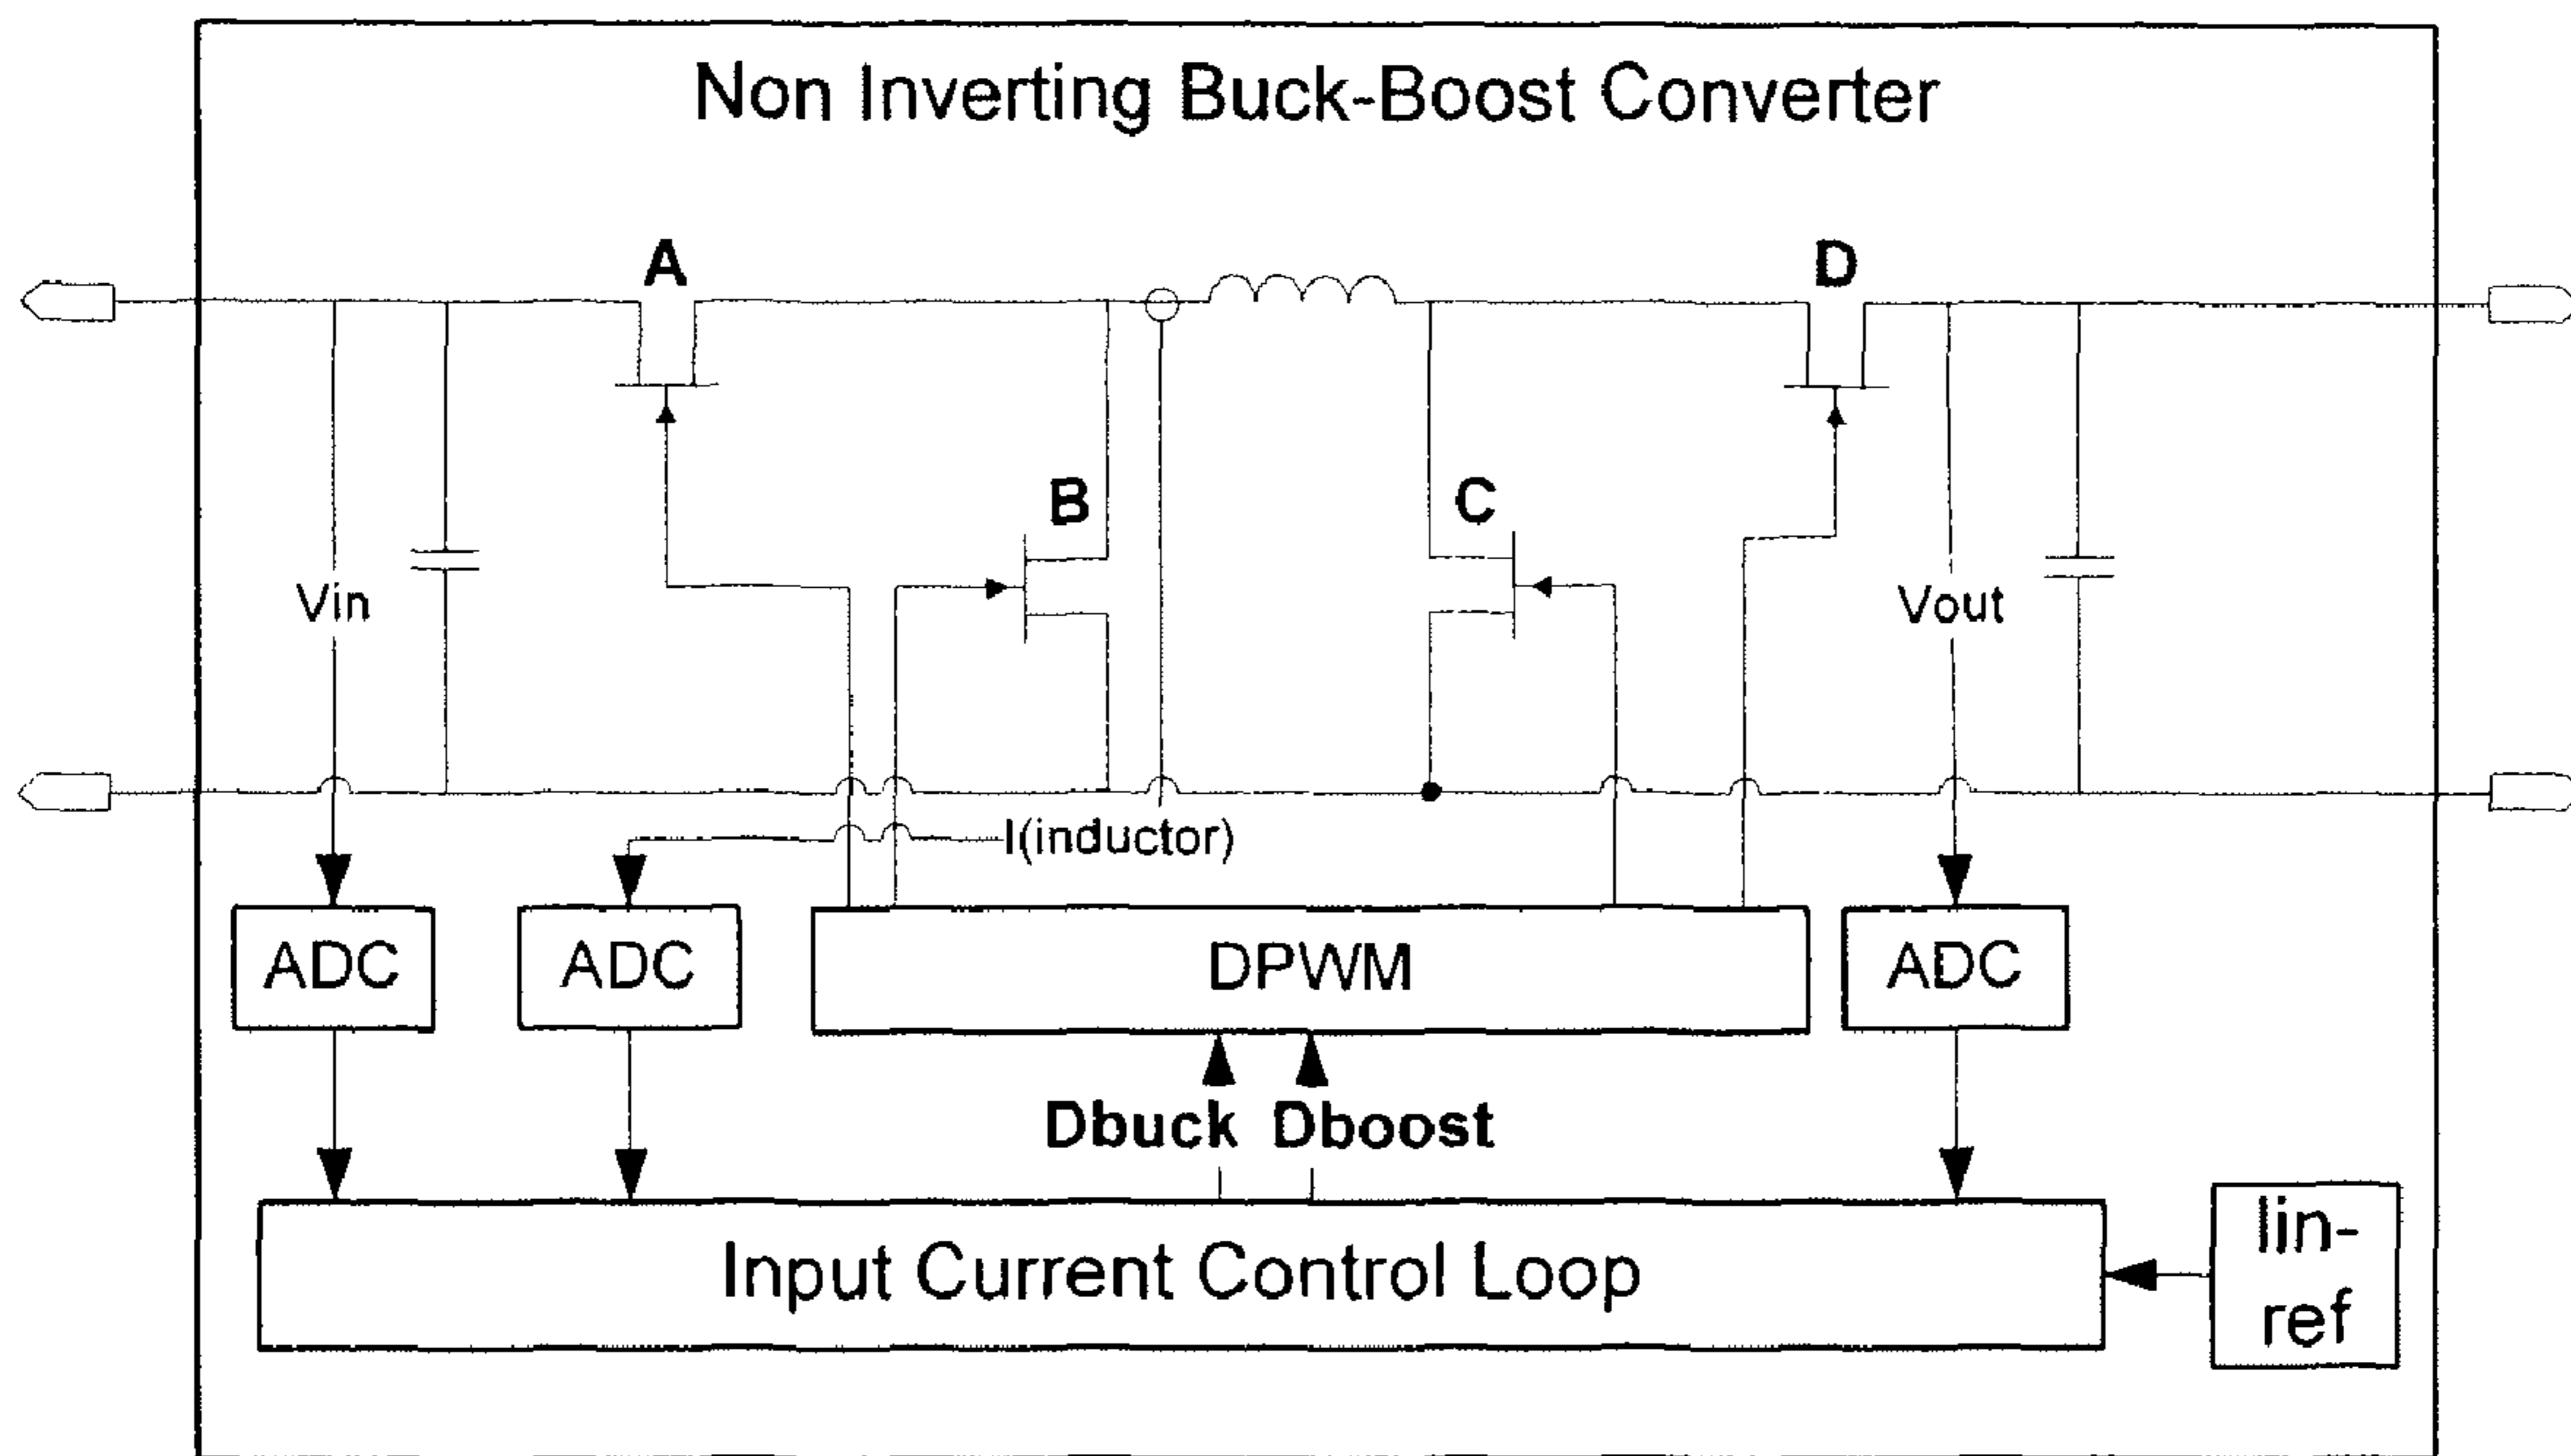 Non Inverting Buck-Boost Converter
A
D
B
C
Vin
Vout
I(inductor)
ADC
ADC
DPWM
ADC
Dbuck Dboost
Input Current Control Loop
Iin-
ref